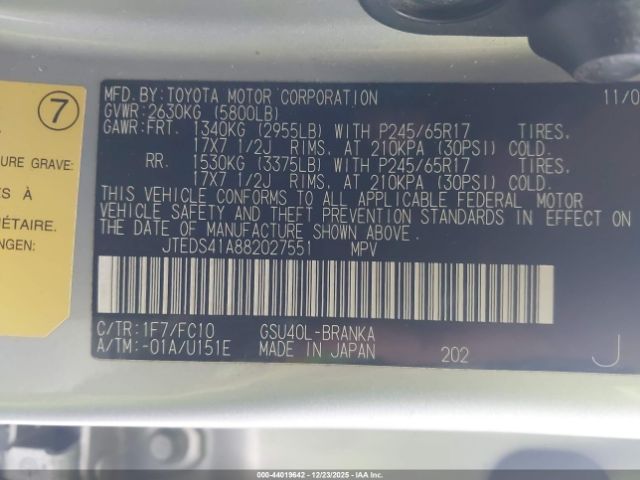 7
URE GRAVE:
S À
ÉTAIRE.
NGEN:
MFD.BY:TOYOTA MOTOR CORPORATION 11/0
GVWR:2630KG (5800LB)
GAWR:FRT. 1340KG (2955LB) WITH P245/65R17 TIRES,
17X7 1/2J RIMS, AT 210KPA (30PSI) COLD.
RR. 1530KG (3375LB) WITH P245/65R17 TIRES,
17X7 1/2J RIMS, AT 210KPA (30PSI) COLD.
THIS VEHICLE CONFORMS TO ALL APPLICABLE FEDERAL MOTOR
VEHICLE SAFETY AND THEFT PREVENTION STANDARDS IN EFFECT ON
THE DATE OF MANUFACTURE SHOWN ABOVE.
JTEDS41A882027551 MPV
C/TR:1F7/FC10 GSU40L-BRANKA
A/TM:-01A/U151E MADE IN JAPAN 202 J
000-44019642 - 12/23/2025 - IAA Inc.